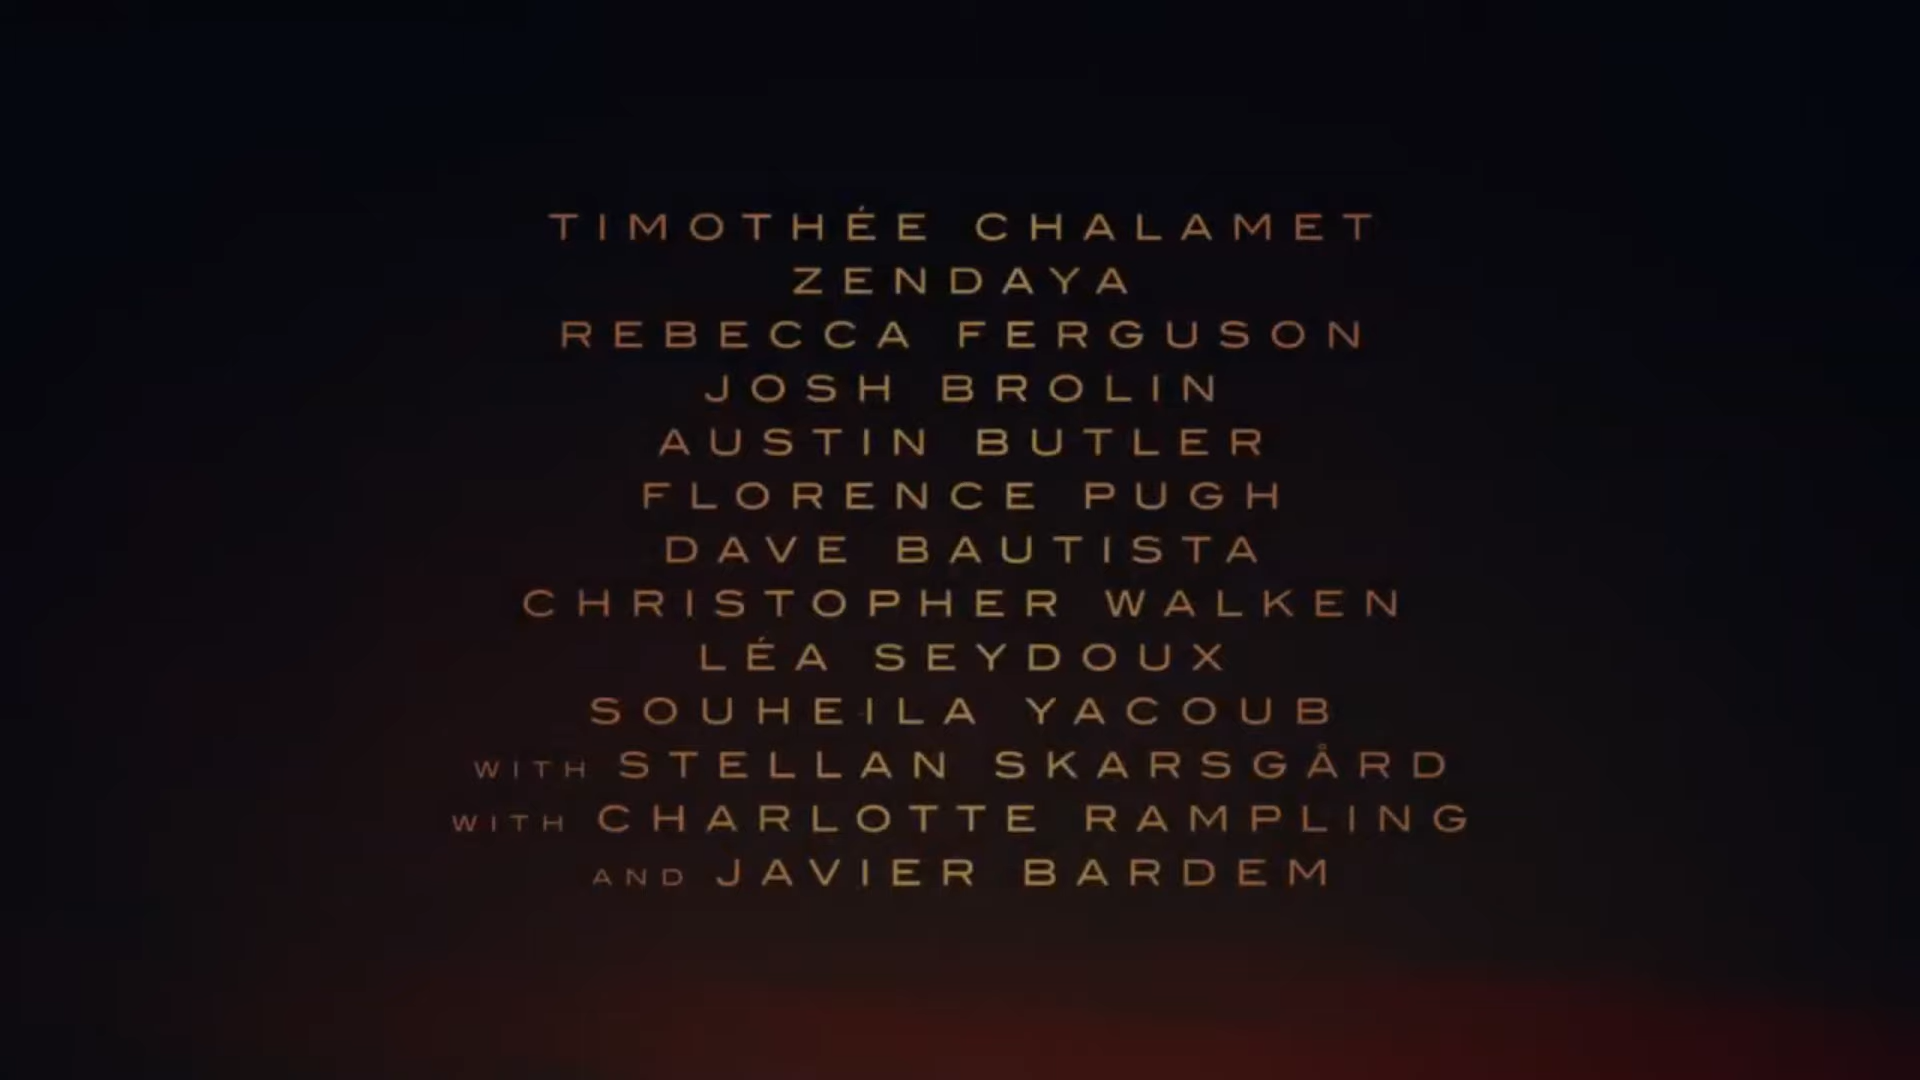 TIMOTHÉE CHALAMET
ZENDAYA
REBECCA FERGUSON
JOSH BROLIN
AUSTIN BUTLER
FLORENCE PUGH
DAVE BAUTISTA
CHRISTOPHER WALKEN
LÉA SEYDOUX
SOUHEILA YACOUB
WITH STELLAN SKARSGÅRD
WITH CHARLOTTE RAMPLING
AND JAVIER BARDEM